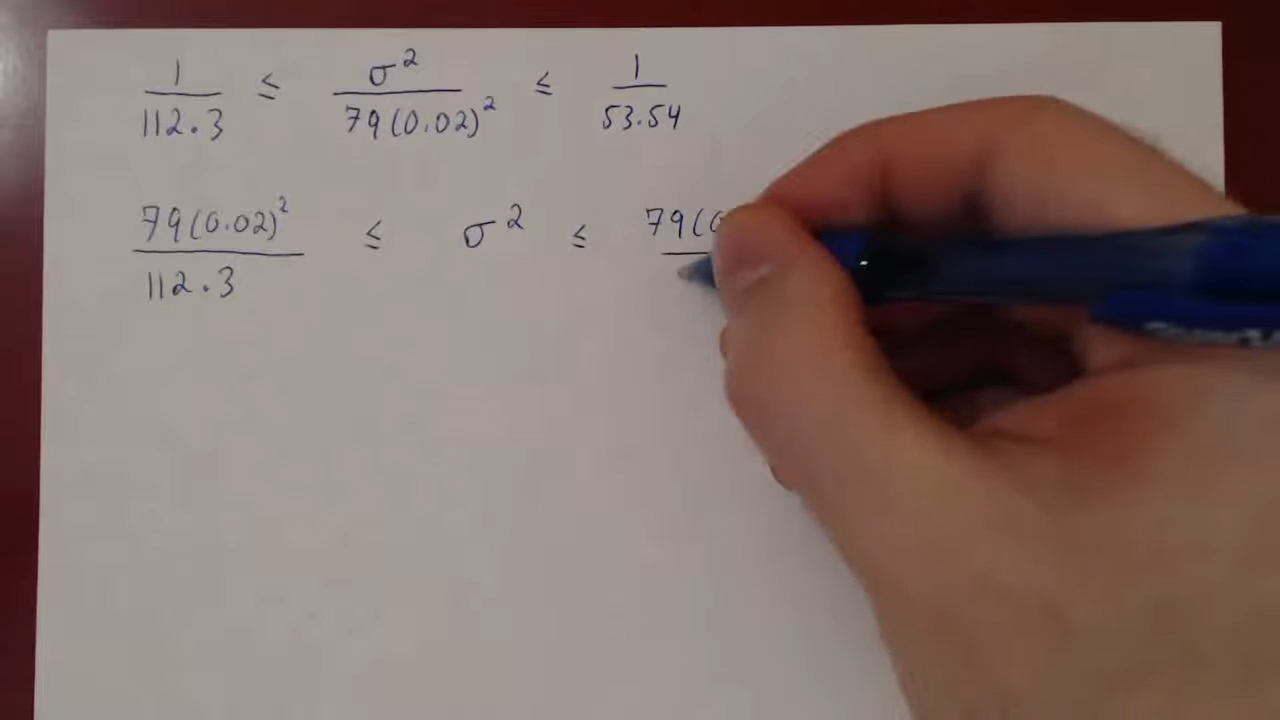 1/112.3 ≤ σ²/79(0.02)² ≤ 1/53.54
79(0.02)²/112.3 ≤ σ² ≤ 79(0